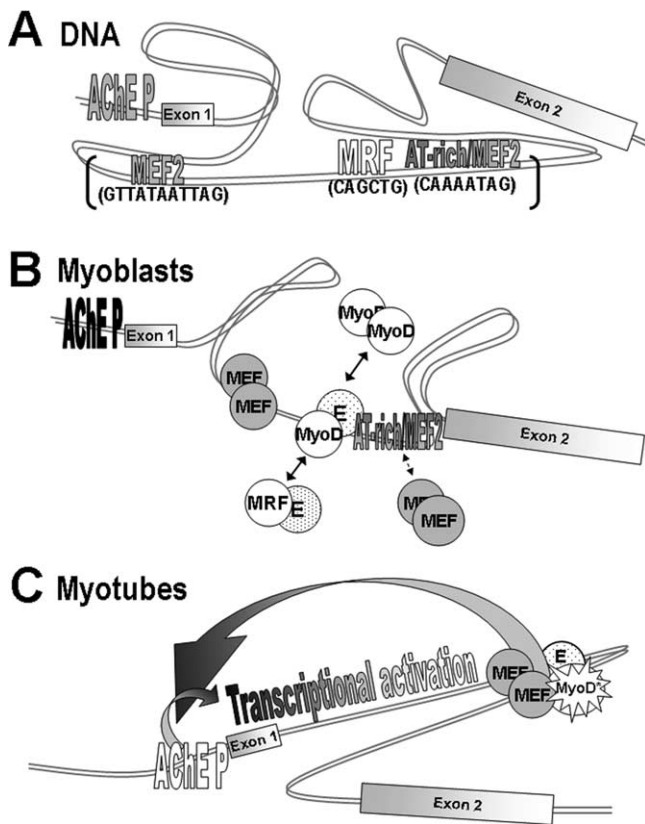 A DNA
AChE P
Exon 1
Exon 2
MEF2
MRF AT-rich/MEF2
(GTTATAATTAG)
(CAGCTG) (CAAAATAG)
B Myoblasts
AChE P
Exon 1
MyoD
MyoD
MEF
MEF
E
MyoD
AT-rich/MEF2
Exon 2
MRF
E
MEF
MEF
C Myotubes
Transcriptional activation
E
MEF
MEF
MyoD*
AChE P
Exon 1
Exon 2